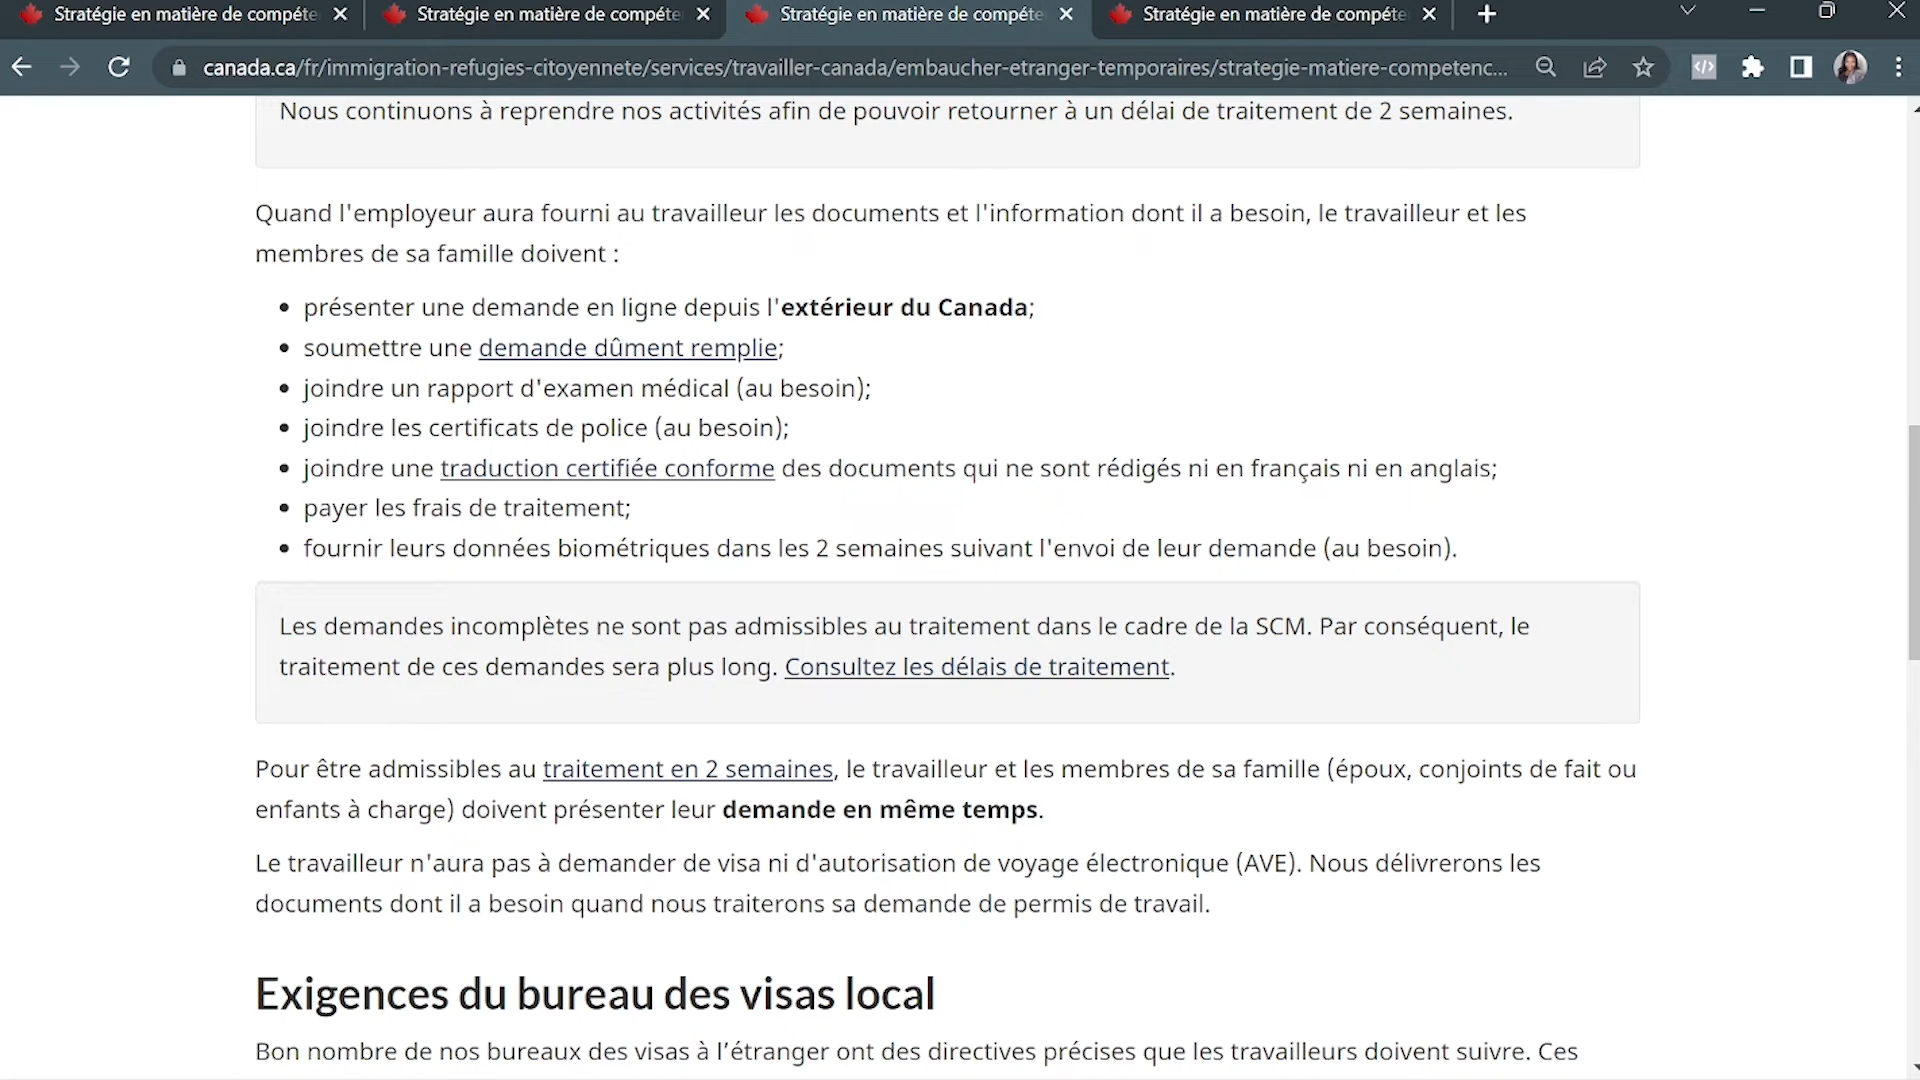 Stratégie en matière de compéte
Stratégie en matière de compéte
Stratégie en matière de compéte
Stratégie en matière de compéte
canada.ca/fr/immigration-refugies-citoyennete/services/travailler-canada/embaucher-etranger-temporaires/strategie-matiere-competenc...
Nous continuons à reprendre nos activités afin de pouvoir retourner à un délai de traitement de 2 semaines.
Quand l'employeur aura fourni au travailleur les documents et l'information dont il a besoin, le travailleur et les
membres de sa famille doivent :
• présenter une demande en ligne depuis l'extérieur du Canada;
• soumettre une demande dûment remplie;
• joindre un rapport d'examen médical (au besoin);
• joindre les certificats de police (au besoin);
• joindre une traduction certifiée conforme des documents qui ne sont rédigés ni en français ni en anglais;
• payer les frais de traitement;
• fournir leurs données biométriques dans les 2 semaines suivant l'envoi de leur demande (au besoin).
Les demandes incomplètes ne sont pas admissibles au traitement dans le cadre de la SCM. Par conséquent, le
traitement de ces demandes sera plus long. Consultez les délais de traitement.
Pour être admissibles au traitement en 2 semaines, le travailleur et les membres de sa famille (époux, conjoints de fait ou
enfants à charge) doivent présenter leur demande en même temps.
Le travailleur n'aura pas à demander de visa ni d'autorisation de voyage électronique (AVE). Nous délivrerons les
documents dont il a besoin quand nous traiterons sa demande de permis de travail.
Exigences du bureau des visas local
Bon nombre de nos bureaux des visas à l’étranger ont des directives précises que les travailleurs doivent suivre. Ces